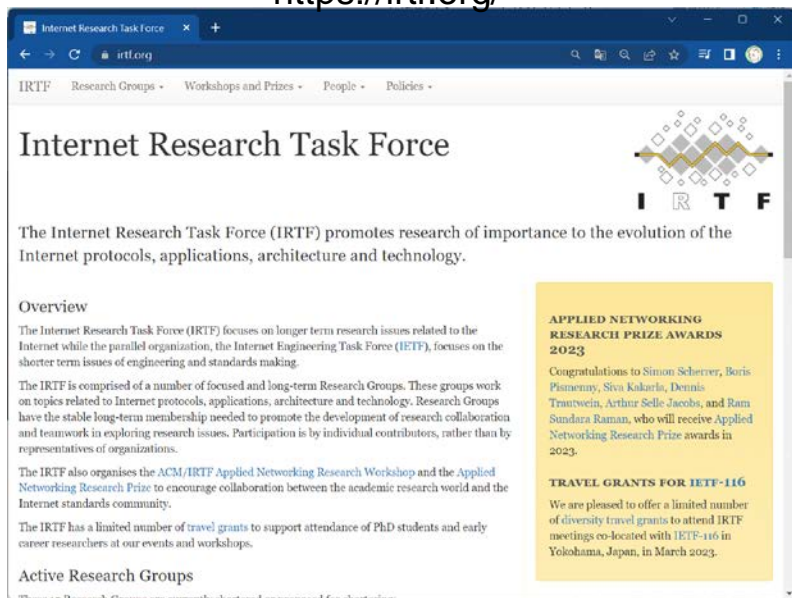 https://irtf.org/
Internet Research Task Force
irtf.org
IRTF Research Groups Workshops and Prizes People Policies
Internet Research Task Force
I R T F
The Internet Research Task Force (IRTF) promotes research of importance to the evolution of the
Internet protocols, applications, architecture and technology.
Overview
The Internet Research Task Force (IRTF) focuses on longer term research issues related to the
Internet while the parallel organization, the Internet Engineering Task Force (IETF), focuses on the
shorter term issues of engineering and standards making.
The IRTF is comprised of a number of focused and long-term Research Groups. These groups work
on topics related to Internet protocols, applications, architecture and technology. Research Groups
have the stable long-term membership needed to promote the development of research collaboration
and teamwork in exploring research issues. Participation is by individual contributors, rather than by
representatives of organizations.
The IRTF also organises the ACM/IRTF Applied Networking Research Workshop and the Applied
Networking Research Prize to encourage collaboration between the academic research world and the
Internet standards community.
The IRTF has a limited number of travel grants to support attendance of PhD students and early
career researchers at our events and workshops.
Active Research Groups
APPLIED NETWORKING
RESEARCH PRIZE AWARDS
2023
Congratulations to Simon Scherrer, Boris
Pismenny, Siva Kakarla, Dennis
Trautwein, Arthur Selle Jacobs, and Ram
Sundara Raman, who will receive Applied
Networking Research Prize awards in
2023.
TRAVEL GRANTS FOR IETF-116
We are pleased to offer a limited number
of diversity travel grants to attend IRTF
meetings co-located with IETF-116 in
Yokohama, Japan, in March 2023.